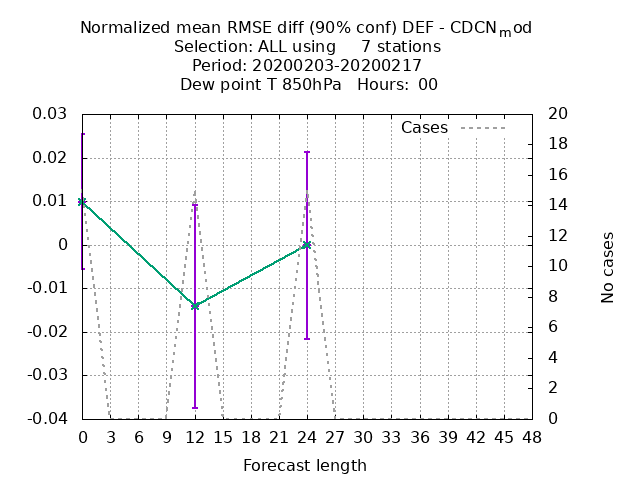 Normalized mean RMSE diff (90% conf) DEF - CDCNmod
Selection: ALL using 7 stations
Period: 20200203-20200217
Dew point T 850hPa Hours: 00
Cases
0.03
0.02
0.01
0
-0.01
-0.02
-0.03
-0.04
20
18
16
14
12
10
8
6
4
2
0
No cases
0 3 6 9 12 15 18 21 24 27 30 33 36 39 42 45 48
Forecast length